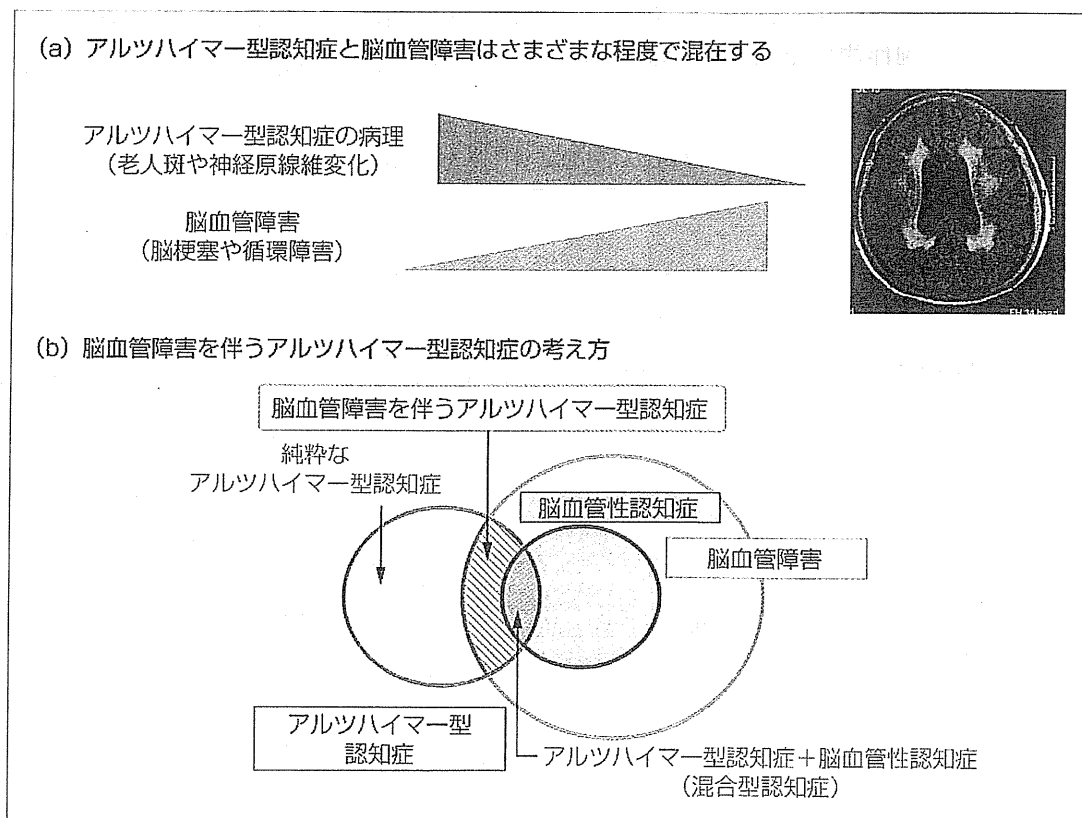 (a) アルツハイマー型認知症と脳血管障害はさまざまな程度で混在する
アルツハイマー型認知症の病理
(老人斑や神経原線維変化)
脳血管障害
(脳梗塞や循環障害)
(b) 脳血管障害を伴うアルツハイマー型認知症の考え方
脳血管障害を伴うアルツハイマー型認知症
純粋な
アルツハイマー型認知症
脳血管性認知症
脳血管障害
アルツハイマー型
認知症
アルツハイマー型認知症+脳血管性認知症
(混合型認知症)